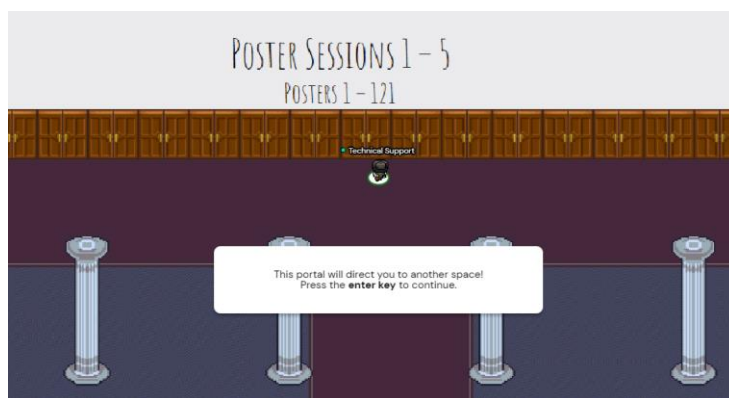 POSTER SESSIONS 1 – 5
POSTERS 1 – 121
Technical Support
This portal will direct you to another space!
Press the enter key to continue.